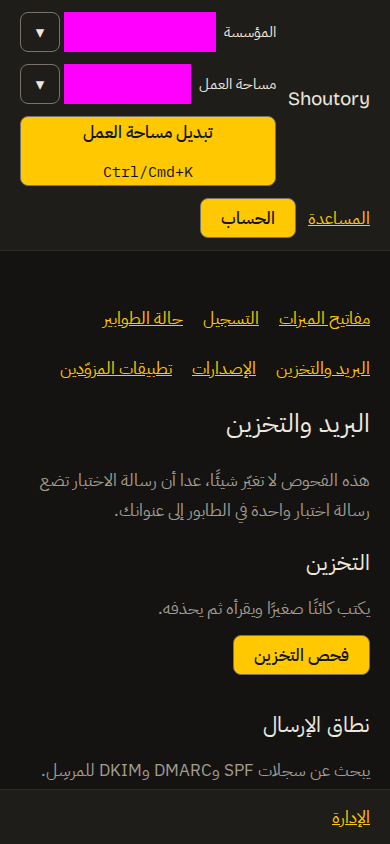 المؤسسة
▼
Shoutory
مساحة العمل
▼
تبديل مساحة العمل
Ctrl/Cmd+K
المساعدة الحساب
مفاتيح الميزات التسجيل حالة الطوابير
البريد والتخزين الإصدارات تطبيقات المزوّدين
البريد والتخزين
هذه الفحوص لا تغيّر شيئًا، عدا أن رسالة الاختبار تضع
رسالة اختبار واحدة في الطابور إلى عنوانك.
التخزين
يكتب كائنًا صغيرًا ويقرأه ثم يحذفه.
فحص التخزين
نطاق الإرسال
يبحث عن سجلات SPF وDMARC وDKIM للمرسِل.
الإدارة